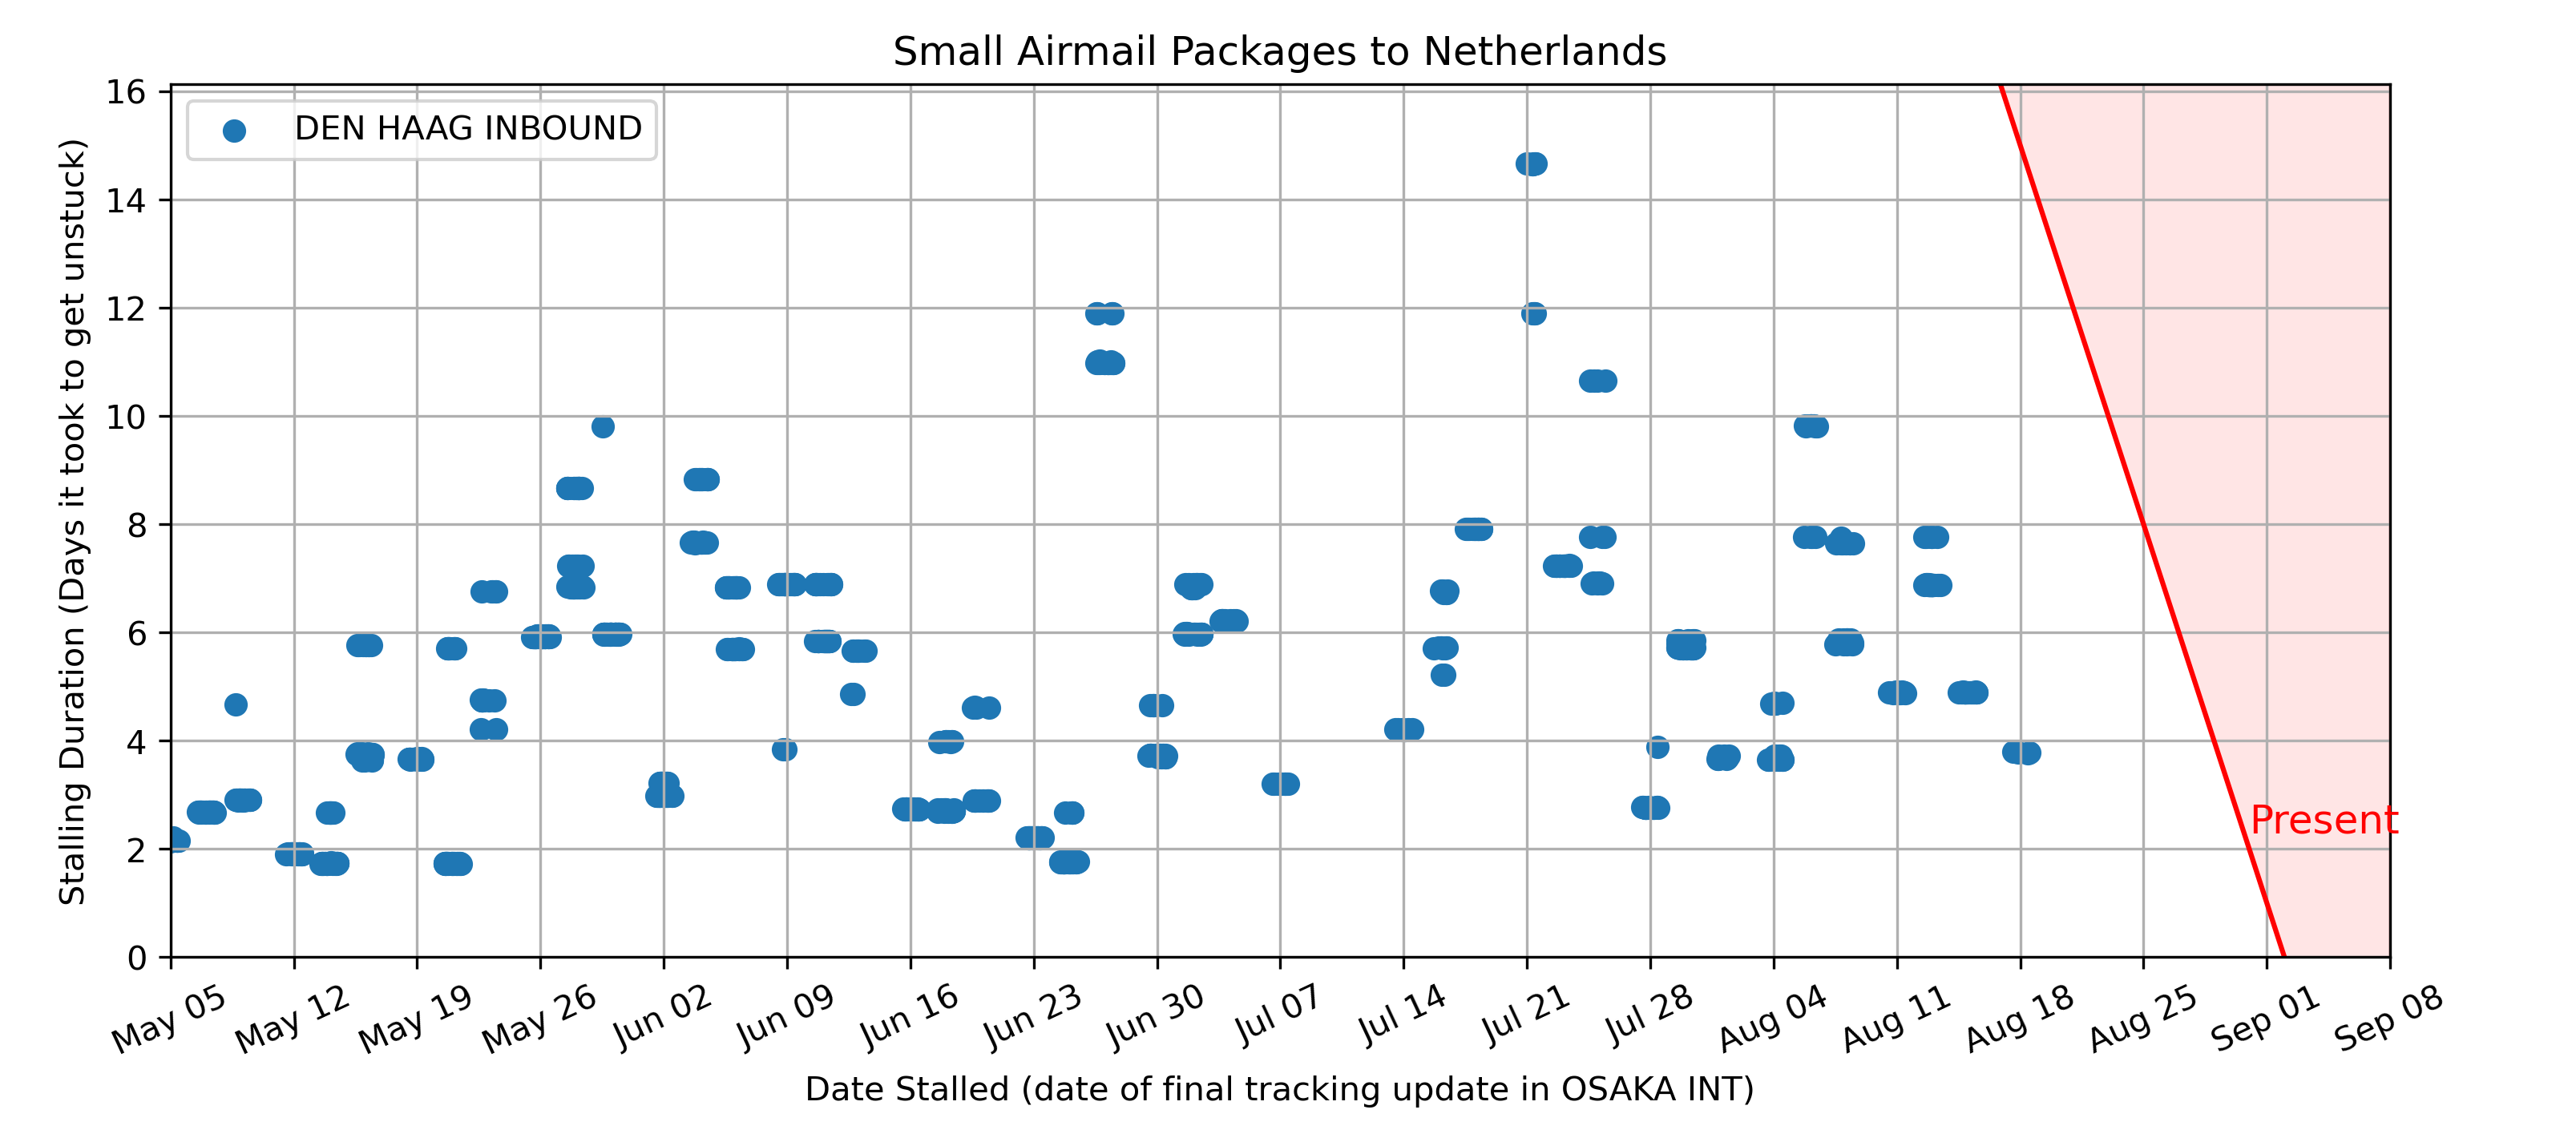 Small Airmail Packages to Netherlands
DEN HAAG INBOUND
Stalling Duration (Days it took to get unstuck)
16
14
12
10
8
6
4
2
0
Present
May 05
May 12
May 19
May 26
Jun 02
Jun 09
Jun 16
Jun 23
Jun 30
Jul 07
Jul 14
Jul 21
Jul 28
Aug 04
Aug 11
Aug 18
Aug 25
Sep 01
Sep 08
Date Stalled (date of final tracking update in OSAKA INT)